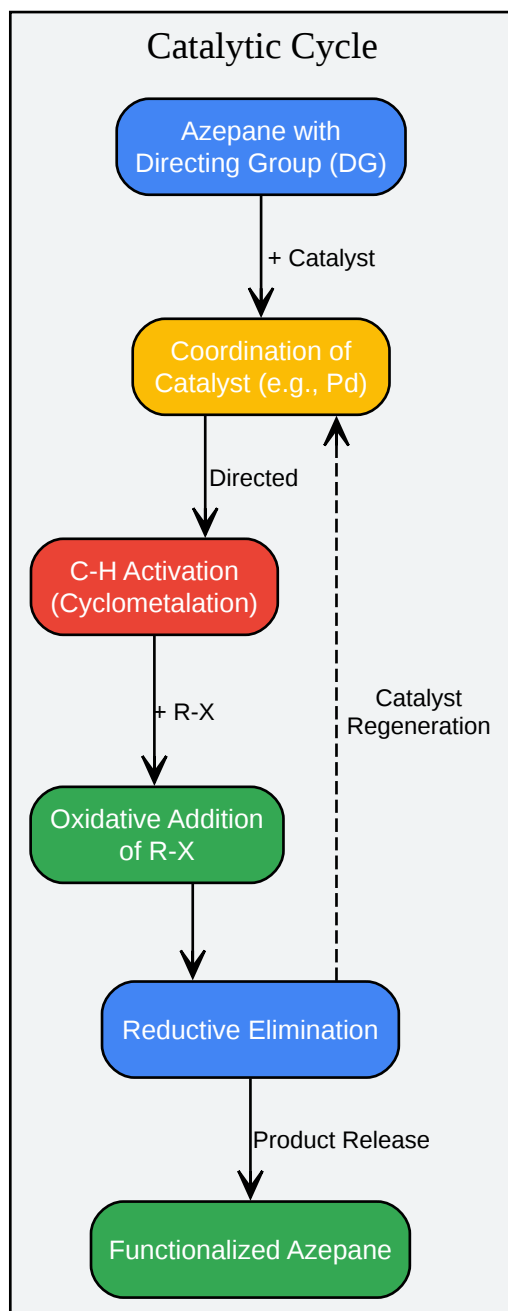 Catalytic Cycle
Azepane with
Directing Group (DG)
+ Catalyst
Coordination of
Catalyst (e.g., Pd)
Directed
C-H Activation
(Cyclometalation)
+ R-X
Catalyst
Regeneration
Oxidative Addition
of R-X
Reductive Elimination
Product Release
Functionalized Azepane